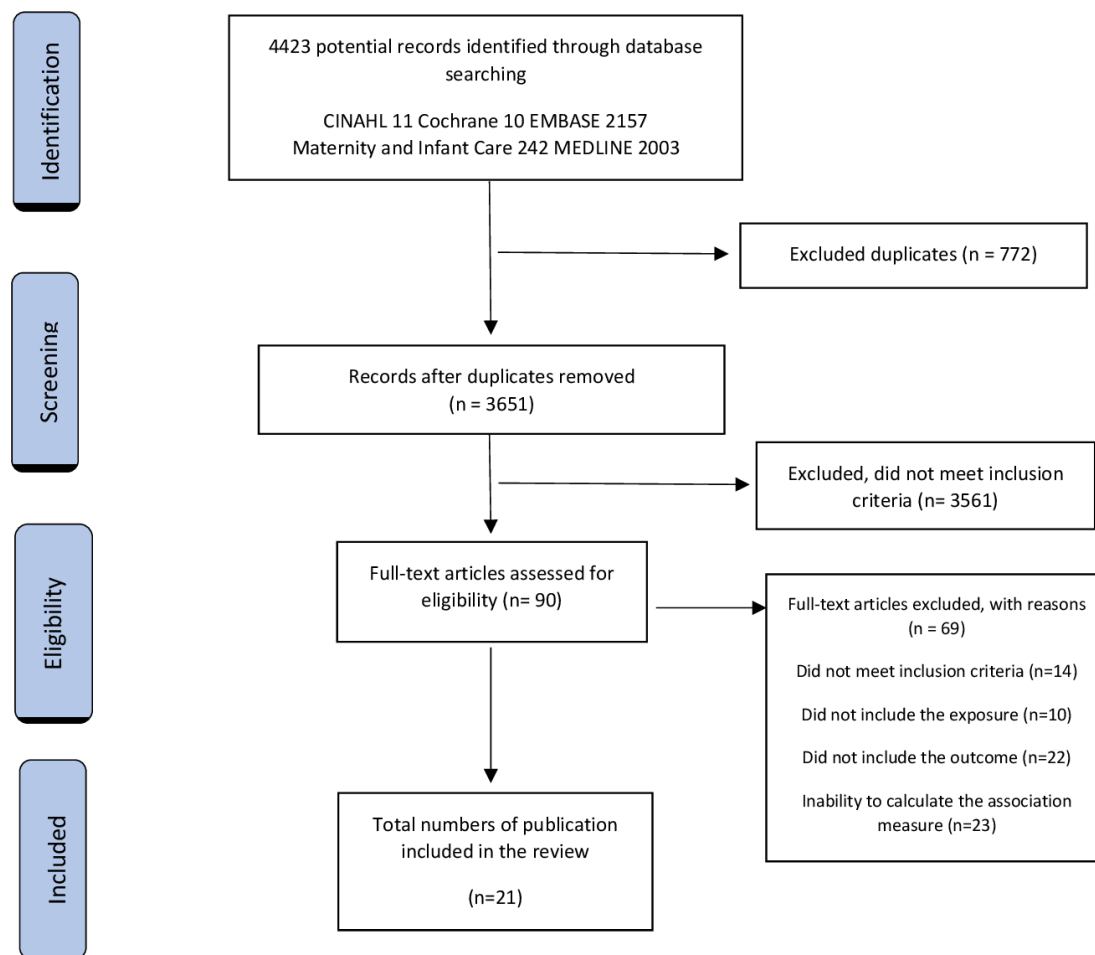 Identification
4423 potential records identified through database
searching
CINAHL 11 Cochrane 10 EMBASE 2157
Maternity and Infant Care 242 MEDLINE 2003
Excluded duplicates (n = 772)
Screening
Records after duplicates removed
(n = 3651)
Excluded, did not meet inclusion
criteria (n= 3561)
Eligibility
Full-text articles assessed for
eligibility (n= 90)
Full-text articles excluded, with reasons
(n = 69)
Did not meet inclusion criteria (n=14)
Did not include the exposure (n=10)
Did not include the outcome (n=22)
Inability to calculate the association
measure (n=23)
Included
Total numbers of publication
included in the review
(n=21)